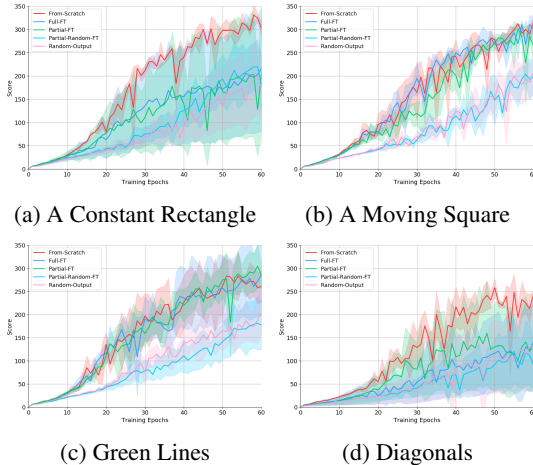 350
300
250
200
150
100
50
0
Score
From-Scratch
Full-FT
Partial-FT
Partial-Random-FT
Random-Output
0 10 20 30 40 50 60
Training Epochs
(a) A Constant Rectangle
350
300
250
200
150
100
50
0
Score
From-Scratch
Full-FT
Partial-FT
Partial-Random-FT
Random-Output
0 10 20 30 40 50 60
Training Epochs
(b) A Moving Square
350
300
250
200
150
100
50
0
Score
From-Scratch
Full-FT
Partial-FT
Partial-Random-FT
Random-Output
0 10 20 30 40 50 60
Training Epochs
(c) Green Lines
350
300
250
200
150
100
50
0
Score
From-Scratch
Full-FT
Partial-FT
Partial-Random-FT
Random-Output
0 10 20 30 40 50 60
Training Epochs
(d) Diagonals